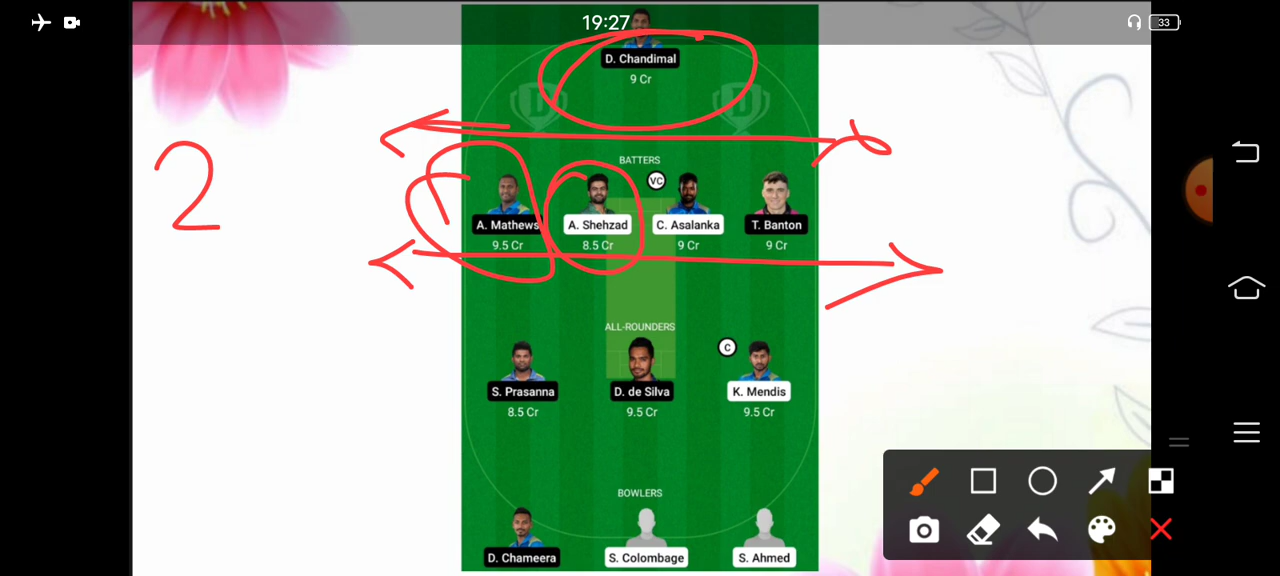 19:27
33
D. Chandimal
9 Cr
2
BATTERS
VC
A. Mathews A. Shehzad C. Asalanka T. Banton
9.5 Cr 8.5 Cr 9 Cr 9 Cr
ALL-ROUNDERS
C
S. Prasanna D. de Silva K. Mendis
8.5 Cr 9.5 Cr 9.5 Cr
BOWLERS
D. Chameera S. Colombage S. Ahmed